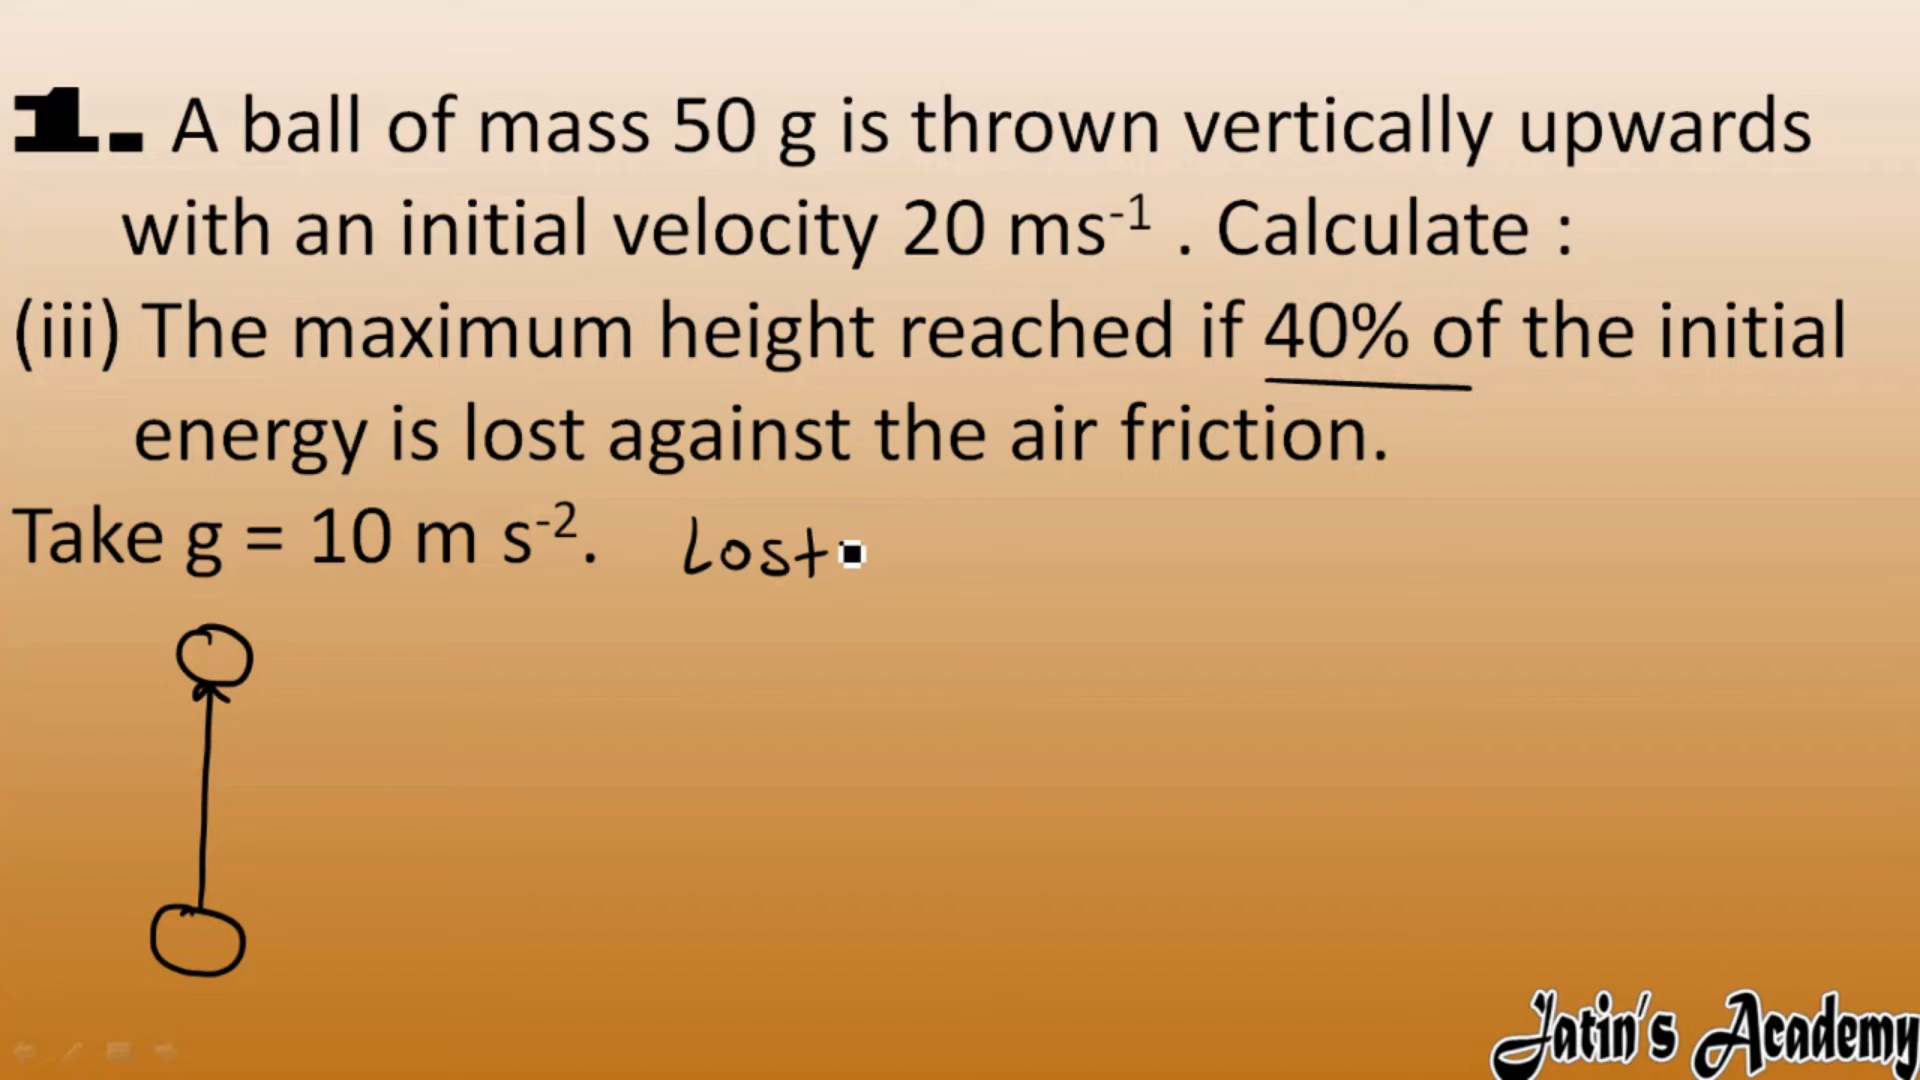 1. A ball of mass 50 g is thrown vertically upwards
with an initial velocity 20 ms⁻¹ . Calculate :
(iii) The maximum height reached if 40% of the initial
energy is lost against the air friction.
Take g = 10 m s⁻². Lost
Jatin's Academy